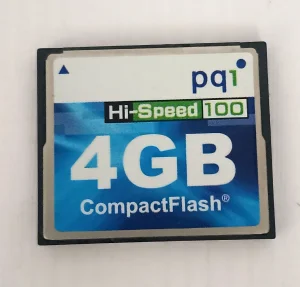 pqi
Hi-Speed 100
4GB
CompactFlash®